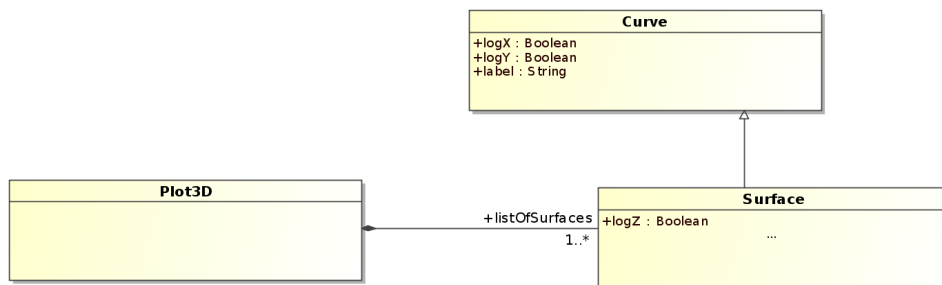 Curve
+logX : Boolean
+logY : Boolean
+label : String
Plot3D
+listOfSurfaces
1..*
Surface
+logZ : Boolean
...